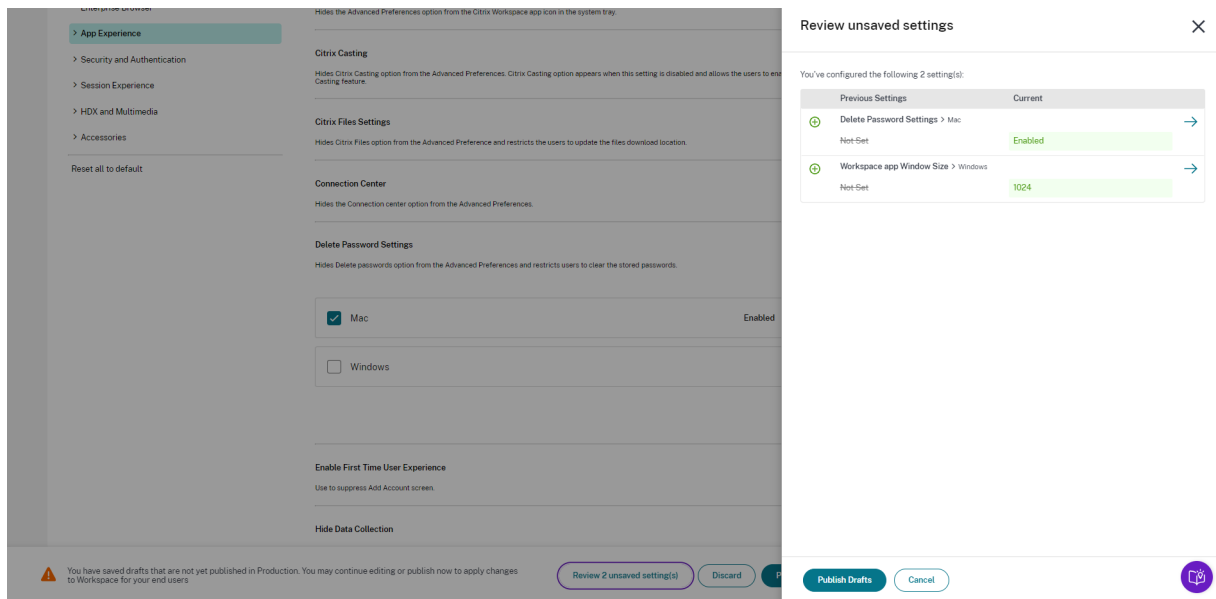 Enterprise Browser
> App Experience
> Security and Authentication
> Session Experience
> HDX and Multimedia
> Accessories
Reset all to default
Hides the Advanced Preferences option from the Citrix Workspace app icon in the system tray.
Citrix Casting
Hides Citrix Casting option from the Advanced Preferences. Citrix Casting option appears when this setting is disabled and allows the users to ena
Casting feature.
Citrix Files Settings
Hides Citrix Files option from the Advanced Preference and restricts the users to update the files download location.
Connection Center
Hides the Connection center option from the Advanced Preferences.
Delete Password Settings
Hides Delete passwords option from the Advanced Preferences and restricts users to clear the stored passwords.
Mac Enabled
Windows
Enable First Time User Experience
Use to suppress Add Account screen.
Hide Data Collection
You have saved drafts that are not yet published in Production. You may continue editing or publish now to apply changes
to Workspace for your end users
Review 2 unsaved setting(s) Discard P
Review unsaved settings
You've configured the following 2 setting(s):
Previous Settings Current
Delete Password Settings > Mac
Not Set Enabled
Workspace app Window Size > Windows
Not Set 1024
Publish Drafts Cancel